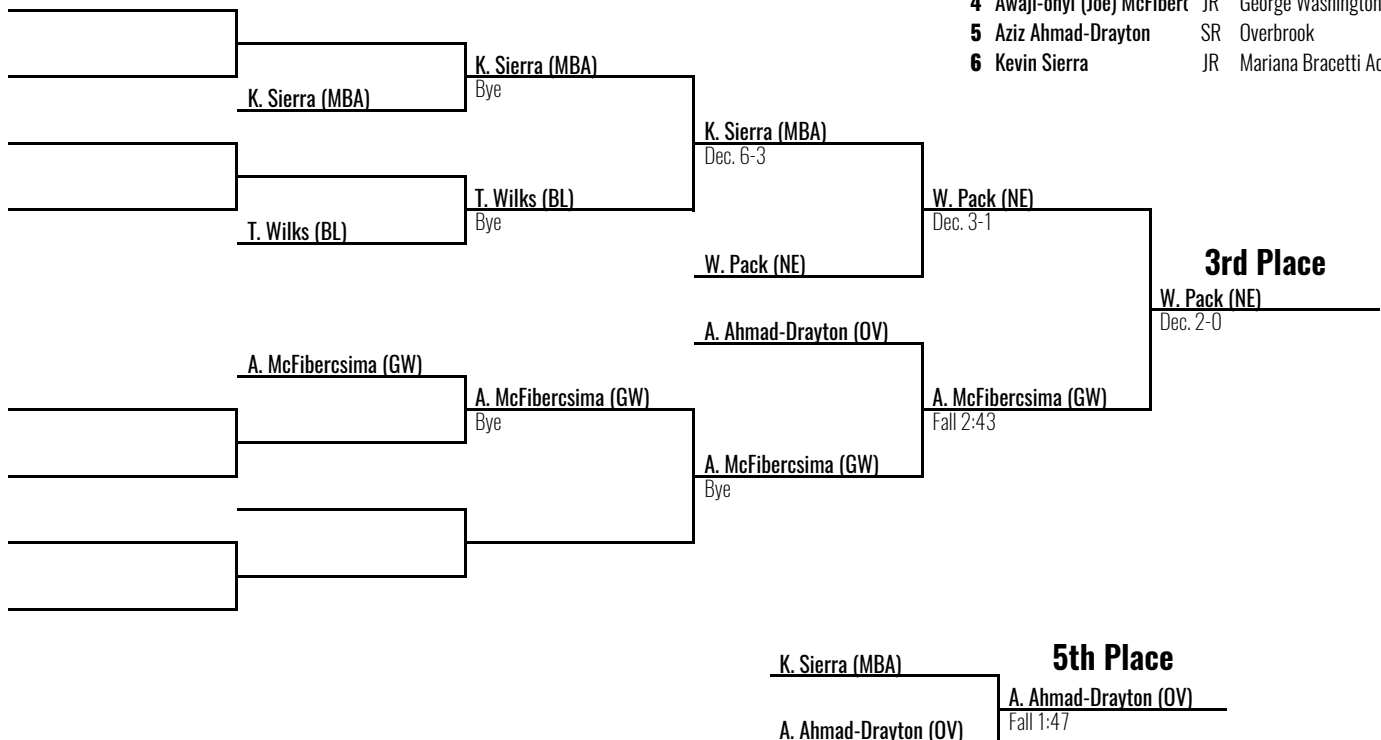 4 Awaji-onyi (Joe) McFiberc JR George Washington
5 Aziz Ahmad-Drayton SR Overbrook
6 Kevin Sierra JR Mariana Bracetti Ac
K. Sierra (MBA)
Bye
K. Sierra (MBA)
K. Sierra (MBA)
Dec. 6-3
T. Wilks (BL)
Bye
T. Wilks (BL)
W. Pack (NE)
Dec. 3-1
W. Pack (NE)
3rd Place
W. Pack (NE)
Dec. 2-0
A. Ahmad-Drayton (OV)
A. McFibercsima (GW)
A. McFibercsima (GW)
Bye
A. McFibercsima (GW)
Fall 2:43
A. McFibercsima (GW)
Bye
5th Place
K. Sierra (MBA)
A. Ahmad-Drayton (OV)
Fall 1:47
A. Ahmad-Drayton (OV)